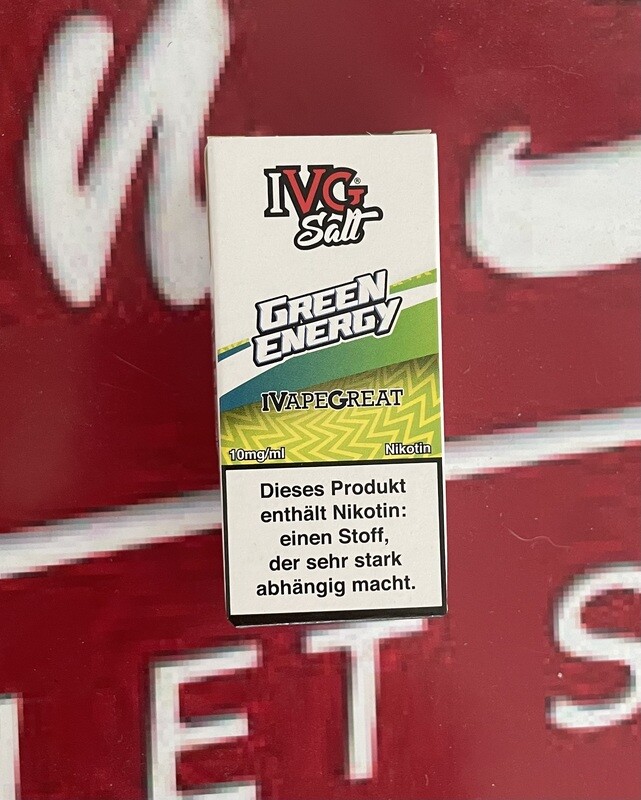 IVG®
Salt
GREEN
ENERGY
IVAPEGREAT
10mg/ml Nikotin
Dieses Produkt
enthält Nikotin:
einen Stoff,
der sehr stark
abhängig macht.
LETS